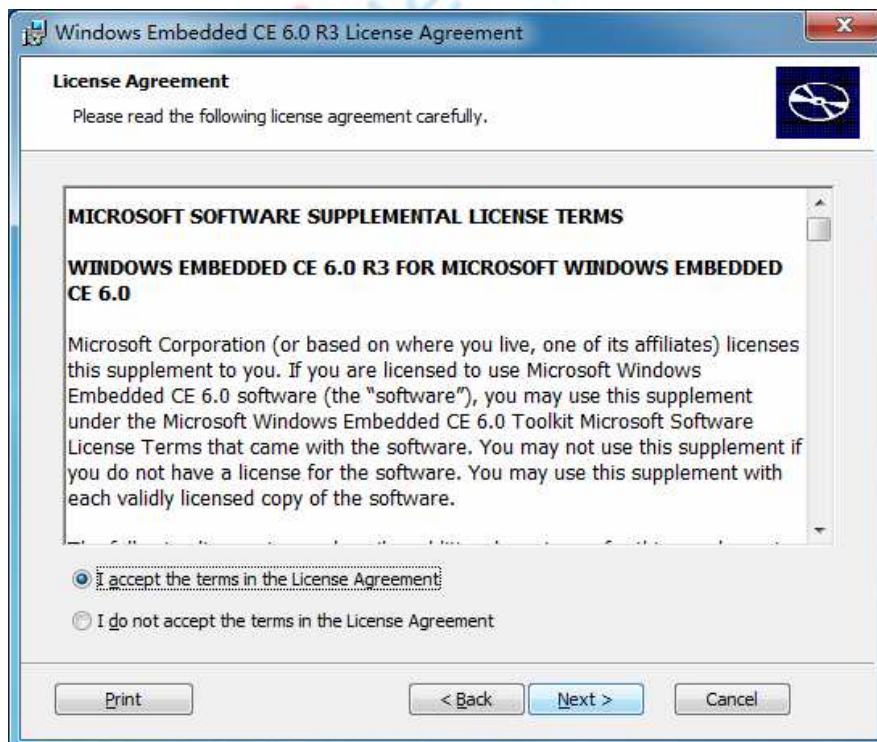 Windows Embedded CE 6.0 R3 License Agreement
License Agreement
Please read the following license agreement carefully.
MICROSOFT SOFTWARE SUPPLEMENTAL LICENSE TERMS
WINDOWS EMBEDDED CE 6.0 R3 FOR MICROSOFT WINDOWS EMBEDDED
CE 6.0
Microsoft Corporation (or based on where you live, one of its affiliates) licenses
this supplement to you. If you are licensed to use Microsoft Windows
Embedded CE 6.0 software (the “software”), you may use this supplement
under the Microsoft Windows Embedded CE 6.0 Toolkit Microsoft Software
License Terms that came with the software. You may not use this supplement if
you do not have a license for the software. You may use this supplement with
each validly licensed copy of the software.
I accept the terms in the License Agreement
I do not accept the terms in the License Agreement
Print
< Back
Next >
Cancel